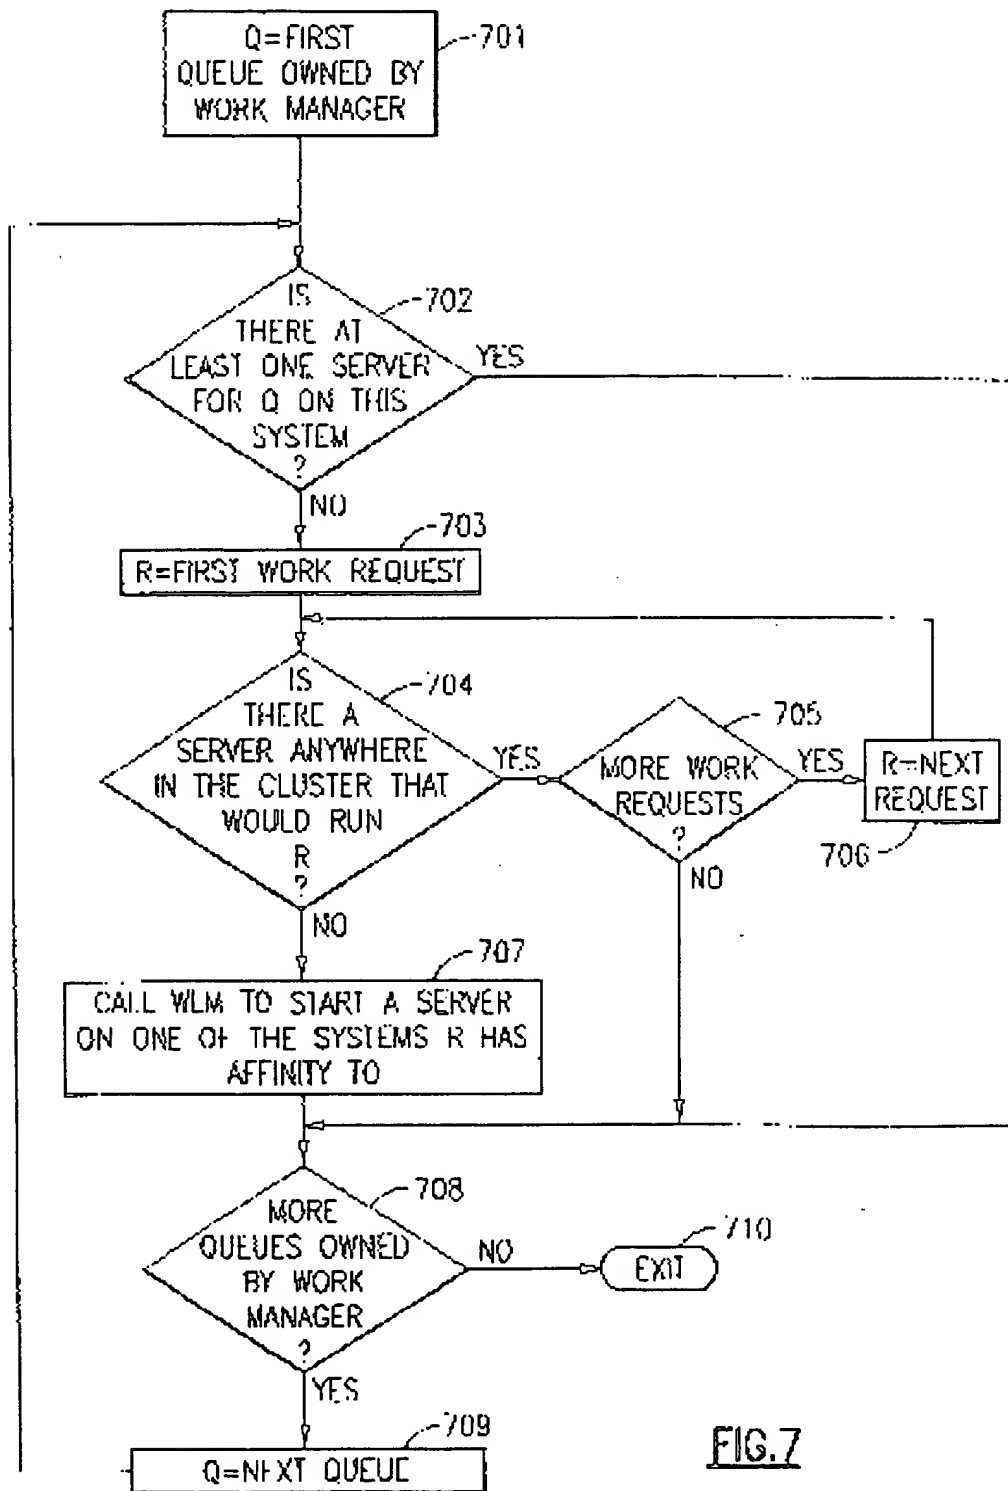 Q=FIRST
QUEUE OWNED BY
WORK MANAGER
701
IS
THERE AT
LEAST ONE SERVER
FOR Q ON THIS
SYSTEM
?
702
YES
NO
703
R=FIRST WORK REQUEST
IS
THERE A
SERVER ANYWHERE
IN THE CLUSTER THAT
WOULD RUN
R
?
704
YES
NO
MORE WORK
REQUESTS
?
705
YES
NO
R=NEXT
REQUEST
706
707
CALL WLM TO START A SERVER
ON ONE OF THE SYSTEMS R HAS
AFFINITY TO
MORE
QUEUES OWNED
BY WORK
MANAGER
?
708
NO
710
EXIT
YES
709
Q=NEXT QUEUE
FIG.7